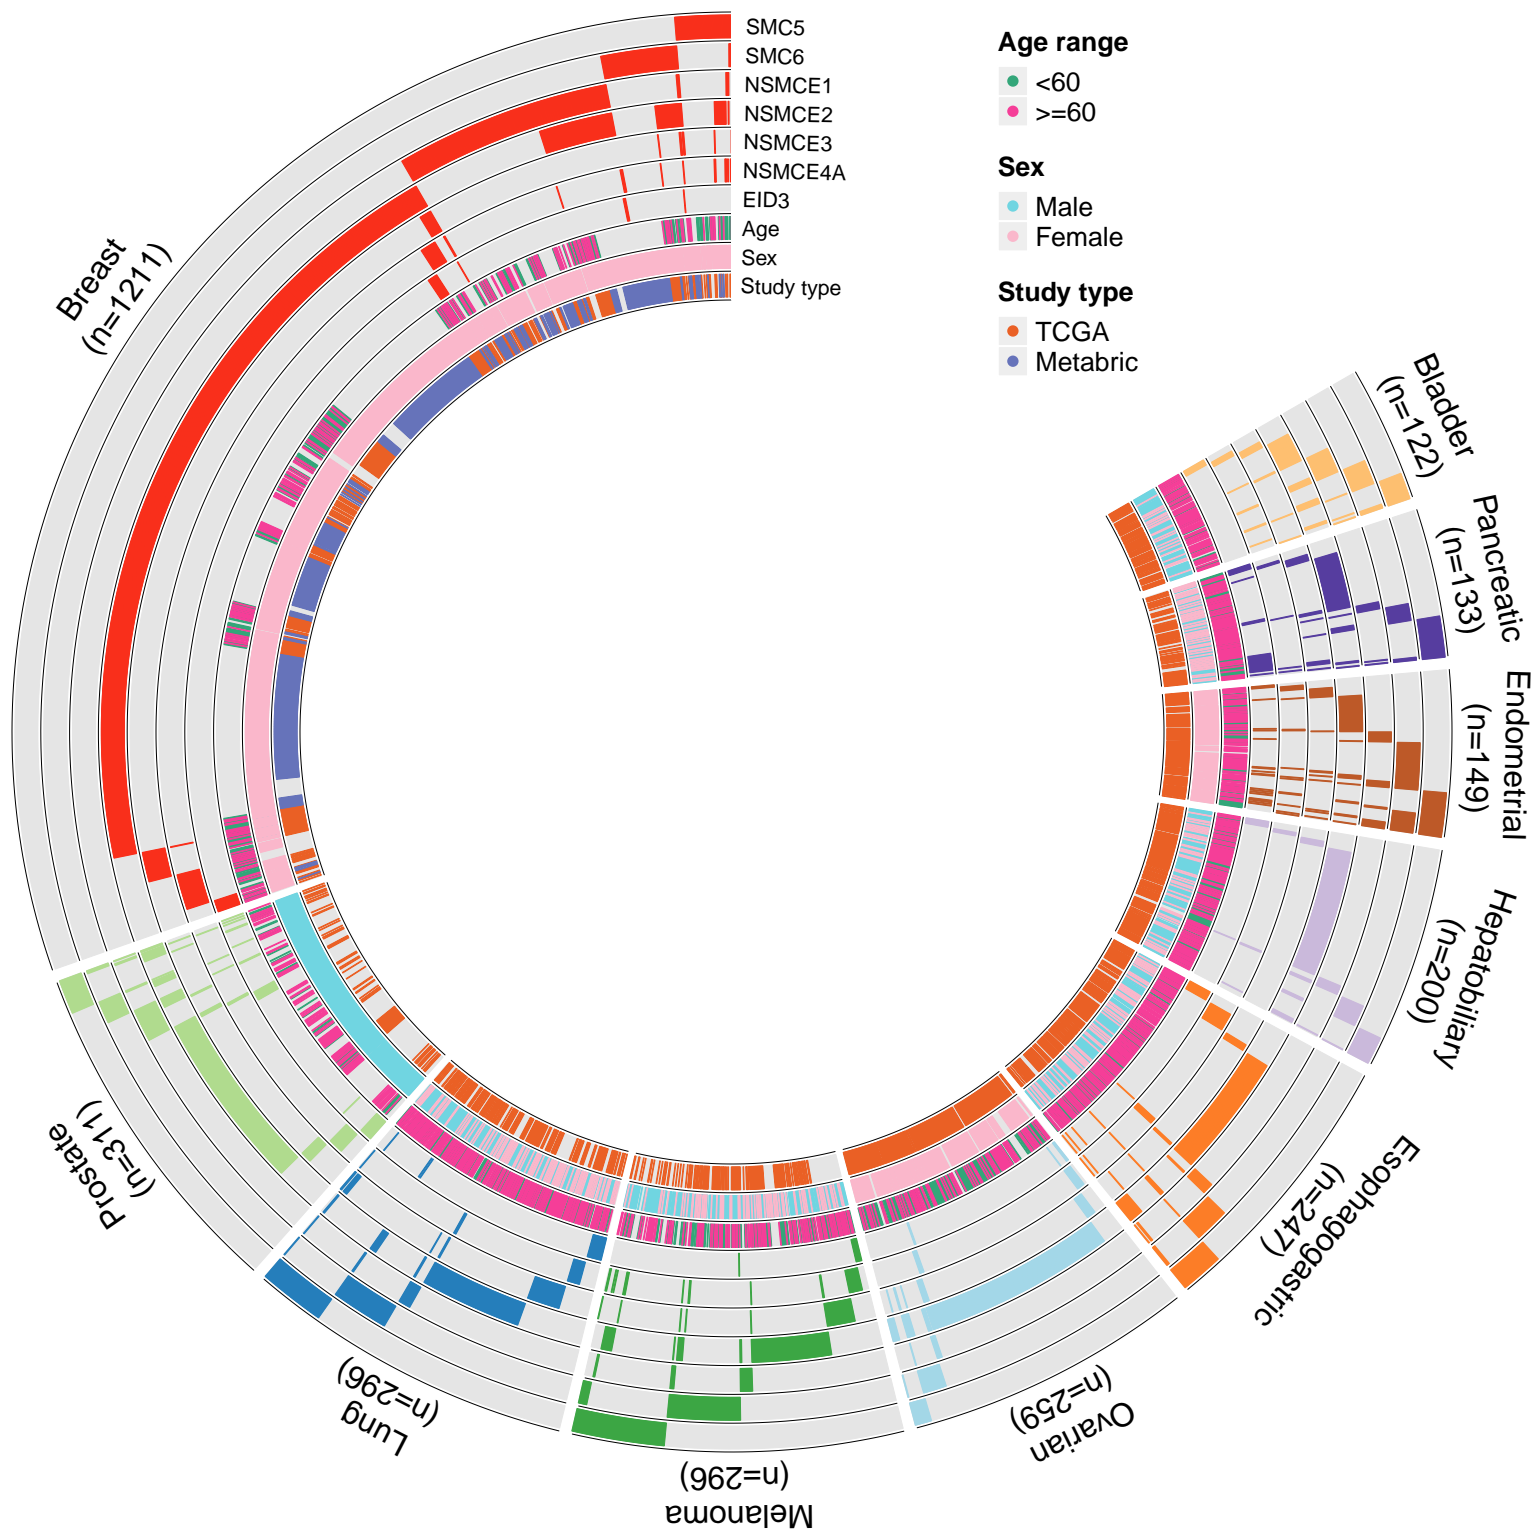 SMC5
SMC6
NSMCE1
NSMCE2
NSMCE3
NSMCE4A
EID3
Age
Sex
Study type
Age range
<60
>=60
Sex
Male
Female
Study type
TCGA
Metabric
Bladder
(n=122)
Pancreatic
(n=133)
Endometrial
(n=149)
Hepatobiliary
(n=200)
Esophagogastric
(n=247)
Ovarian
(n=259)
Melanoma
(n=296)
Lung
(n=296)
Prostate
(n=311)
Breast
(n=1211)